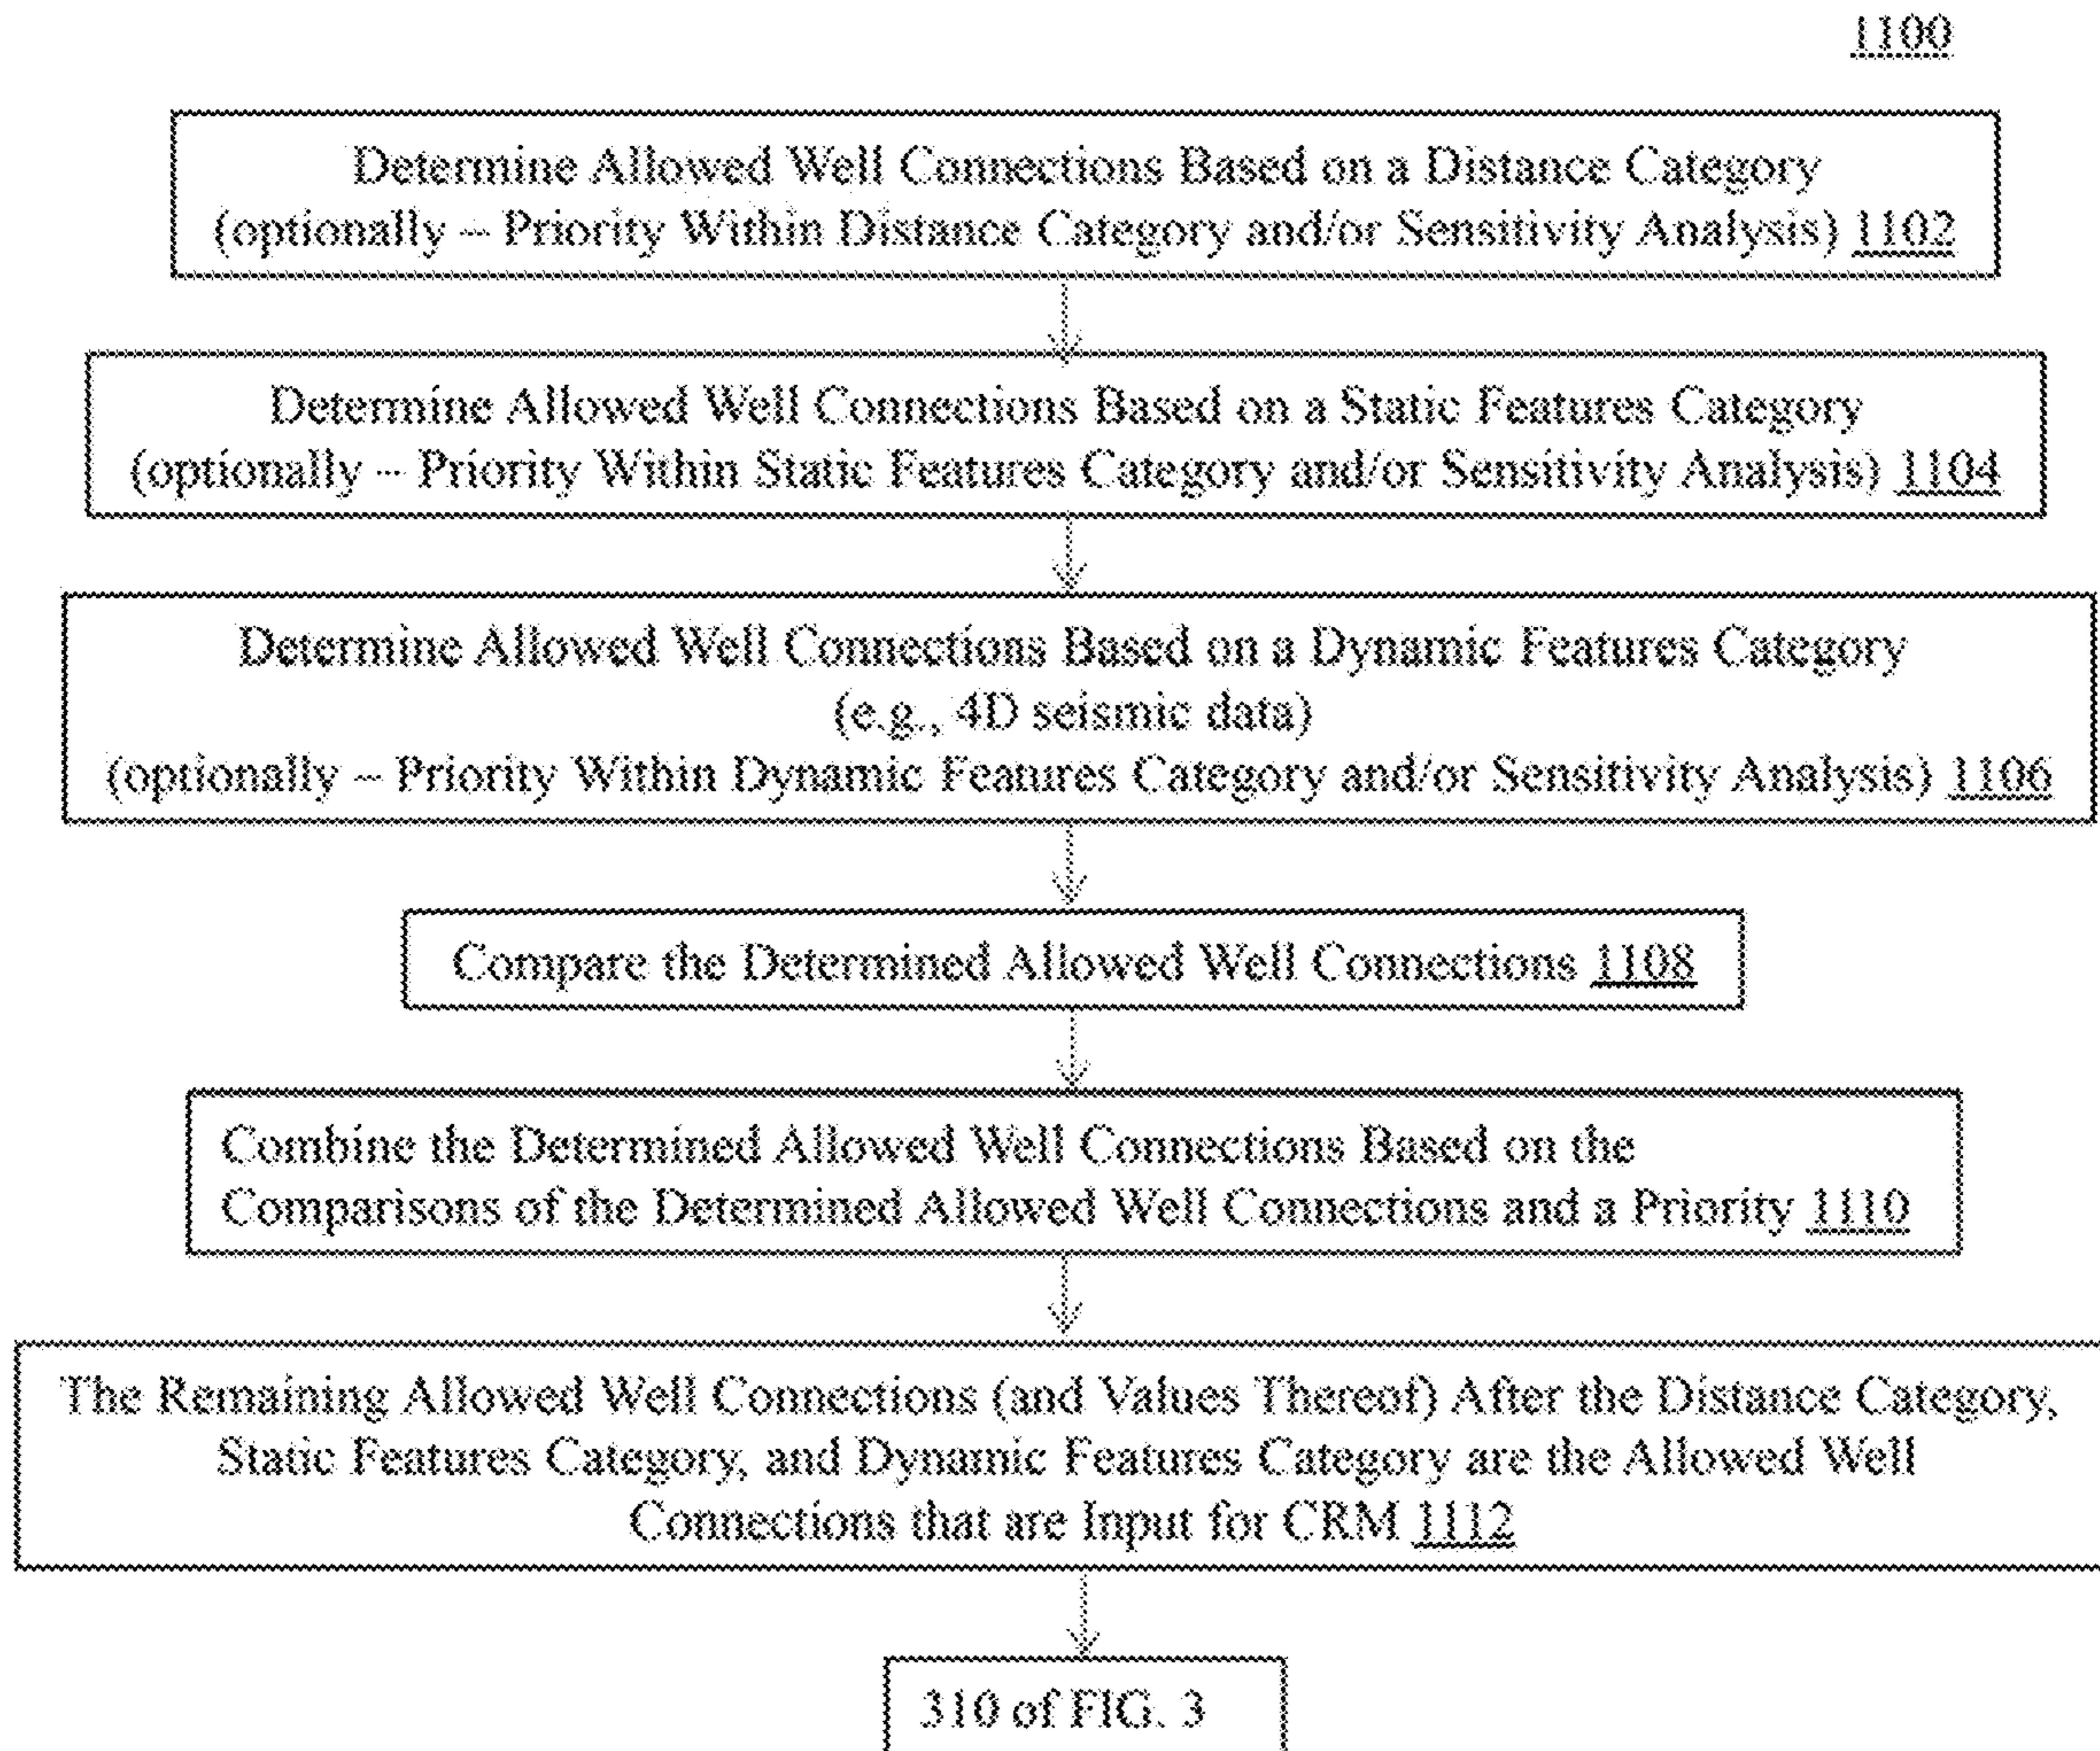 1100
Determine Allowed Well Connections Based on a Distance Category
(optionally – Priority Within Distance Category and/or Sensitivity Analysis) 1102
Determine Allowed Well Connections Based on a Static Features Category
(optionally – Priority Within Static Features Category and/or Sensitivity Analysis) 1104
Determine Allowed Well Connections Based on a Dynamic Features Category
(e.g., 4D seismic data)
(optionally – Priority Within Dynamic Features Category and/or Sensitivity Analysis) 1106
Compare the Determined Allowed Well Connections 1108
Combine the Determined Allowed Well Connections Based on the
Comparisons of the Determined Allowed Well Connections and a Priority 1110
The Remaining Allowed Well Connections (and Values Thereof) After the Distance Category,
Static Features Category, and Dynamic Features Category are the Allowed Well
Connections that are Input for CRM 1112
310 of FIG. 3